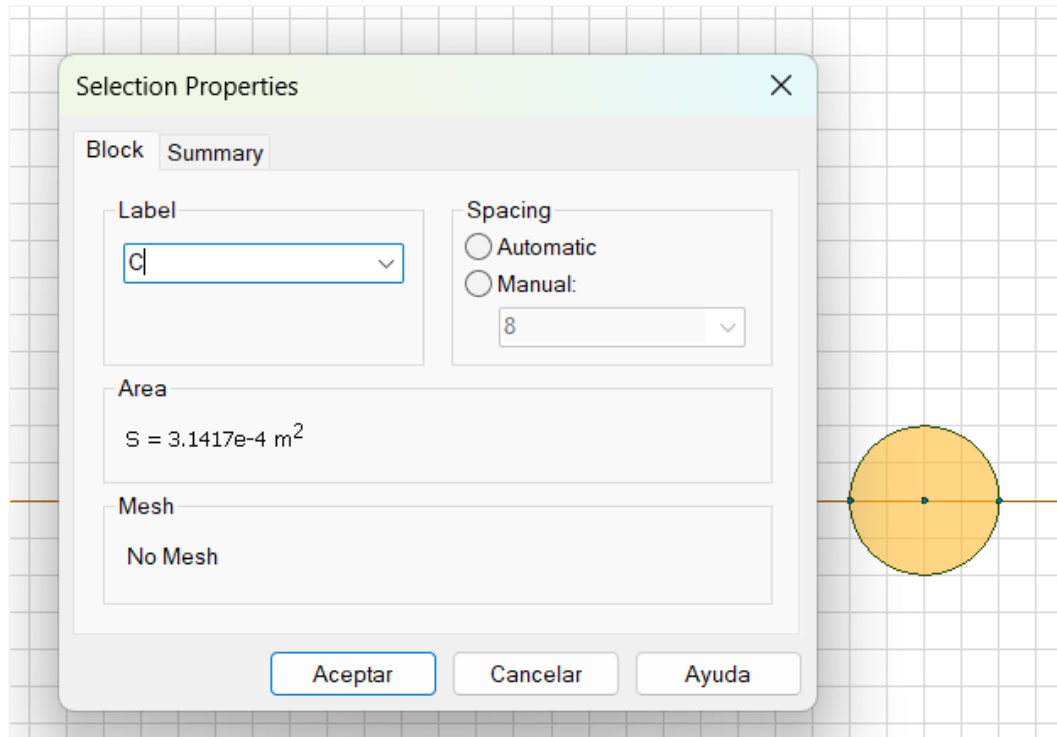 Selection Properties
Block Summary
Label
C
Spacing
Automatic
Manual:
8
Area
S = 3.1417e-4 m²
Mesh
No Mesh
Aceptar Cancelar Ayuda